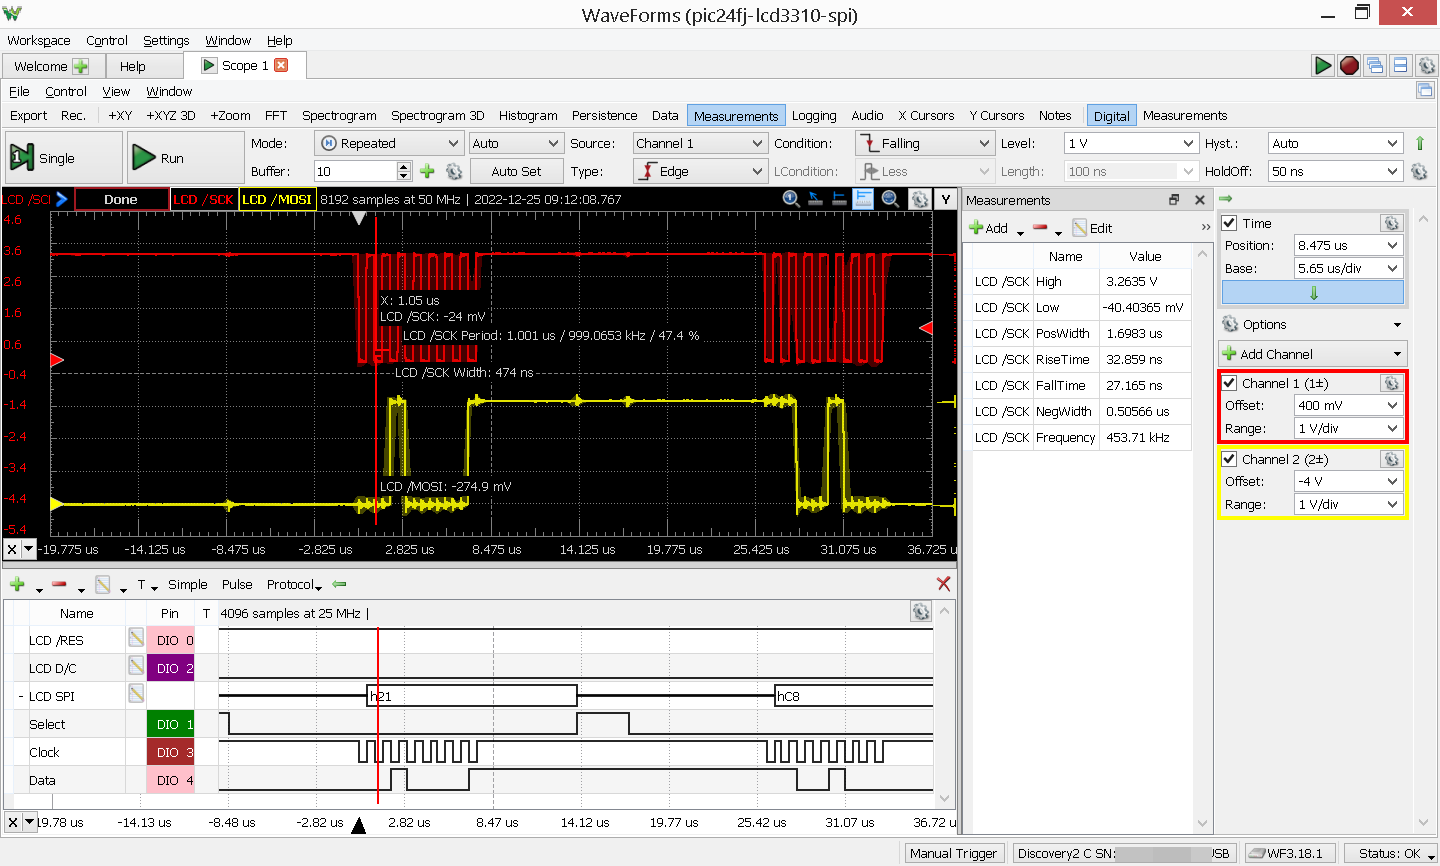 WaveForms (pic24fj-lcd3310-spi)
Workspace Control Settings Window Help
Welcome Help Scope 1
File Control View Window
Export Rec. +XY +XYZ 3D +Zoom FFT Spectrogram Spectrogram 3D Histogram Persistence Data Measurements Logging Audio X Cursors Y Cursors Notes Digital Measurements
Single Run Mode: Repeated Auto Source: Channel 1 Condition: Falling Level: 1 V Hyst.: Auto
Buffer: 10 Auto Set Type: Edge LCondition: Less Length: 100 ns HoldOff: 50 ns
LCD /SCI Done LCD /SCK LCD /MOSI 8192 samples at 50 MHz | 2022-12-25 09:12:08.767 Y
4.6
3.6
2.6
1.6
0.6
-0.4
-1.4
-2.4
-3.4
-4.4
-5.4
X: 1.05 us
LCD /SCK: -24 mV
LCD /SCK Period: 1.001 us / 999.0653 kHz / 47.4 %
LCD /SCK Width: 474 ns
LCD /MOSI: -274.9 mV
X -19.775 us -14.125 us -8.475 us -2.825 us 2.825 us 8.475 us 14.125 us 19.775 us 25.425 us 31.075 us 36.725 u
Measurements
Add Edit »
Name Value
LCD /SCK High 3.2635 V
LCD /SCK Low -40.40365 mV
LCD /SCK PosWidth 1.6983 us
LCD /SCK RiseTime 32.859 ns
LCD /SCK FallTime 27.165 ns
LCD /SCK NegWidth 0.50566 us
LCD /SCK Frequency 453.71 kHz
Time
Position: 8.475 us
Base: 5.65 us/div
Options
Add Channel
Channel 1 (1±)
Offset: 400 mV
Range: 1 V/div
Channel 2 (2±)
Offset: -4 V
Range: 1 V/div
T Simple Pulse Protocol
Name Pin T 4096 samples at 25 MHz |
LCD /RES DIO 0
LCD D/C DIO 2
- LCD SPI h21 hC8
Select DIO 1
Clock DIO 3
Data DIO 4
X 19.78 us -14.13 us -8.48 us -2.82 us 2.82 us 8.47 us 14.12 us 19.77 us 25.42 us 31.07 us 36.72 u
Manual Trigger Discovery2 C SN: USB WF3.18.1 Status: OK